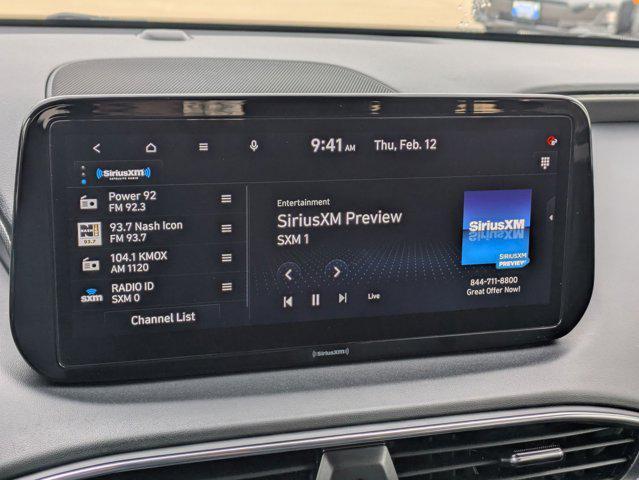 9:41 AM Thu, Feb. 12
SiriusXM
SATELLITE RADIO
Power 92
FM 92.3
93.7 Nash Icon
FM 93.7
104.1 KMOX
AM 1120
sxm
RADIO ID
SXM 0
Channel List
Entertainment
SiriusXM Preview
SXM 1
Live
SiriusXM
SIRIUSXM
PREVIEW
844-711-8800
Great Offer Now!
SiriusXM